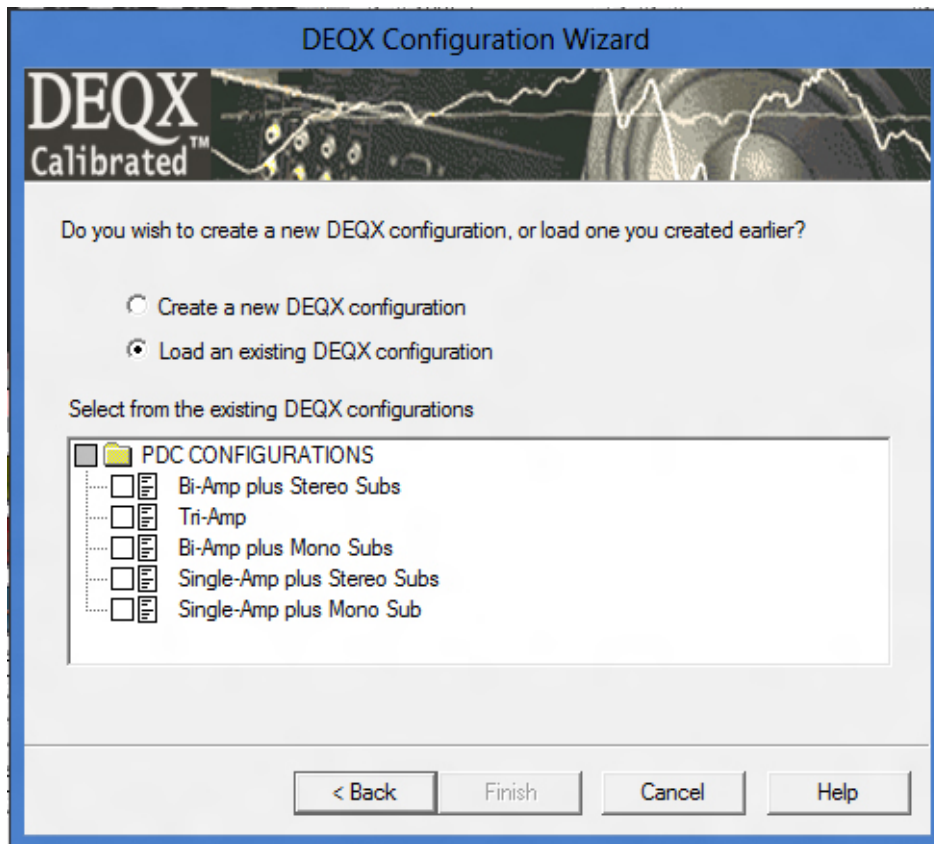 DEQX Configuration Wizard
DEQX
Calibrated™
Do you wish to create a new DEQX configuration, or load one you created earlier?
Create a new DEQX configuration
Load an existing DEQX configuration
Select from the existing DEQX configurations
PDC CONFIGURATIONS
Bi-Amp plus Stereo Subs
Tri-Amp
Bi-Amp plus Mono Subs
Single-Amp plus Stereo Subs
Single-Amp plus Mono Sub
< Back Finish Cancel Help